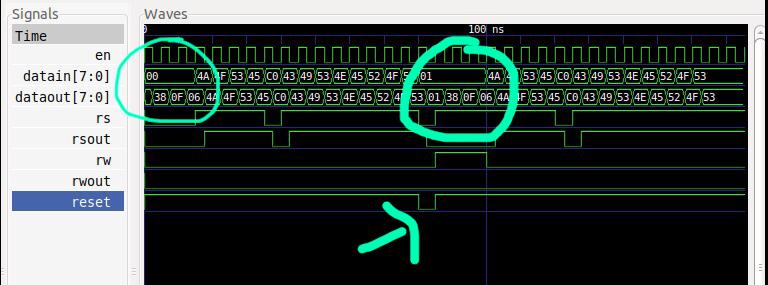 Signals
Waves
Time
0
100 ns
en
datain[7:0]
00 4A 4F 53 45 C0 43 49 53 4E 45 52 4F 01 4A 53 45 C0 43 49 53 4E 45 52 4F 53
dataout[7:0]
38 0F 06 4A 4F 53 45 C0 43 49 53 4E 45 52 53 01 38 0F 06 4A 4F 53 45 C0 43 49 53 4E 45 52 4F 53
rs
rsout
rw
rwout
reset